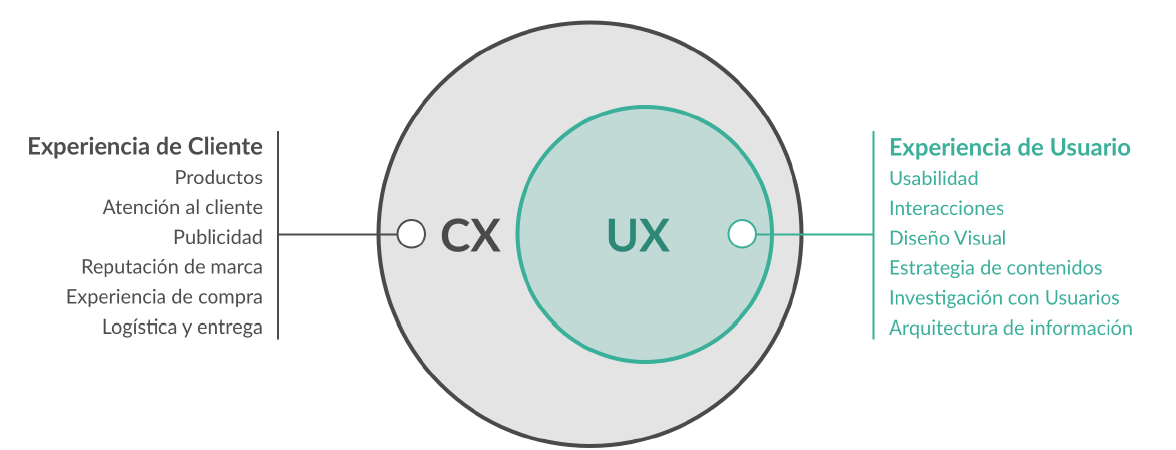 Experiencia de Cliente
Productos
Atención al cliente
Publicidad
Reputación de marca
Experiencia de compra
Logística y entrega
CX
UX
Experiencia de Usuario
Usabilidad
Interacciones
Diseño Visual
Estrategia de contenidos
Investigación con Usuarios
Arquitectura de información